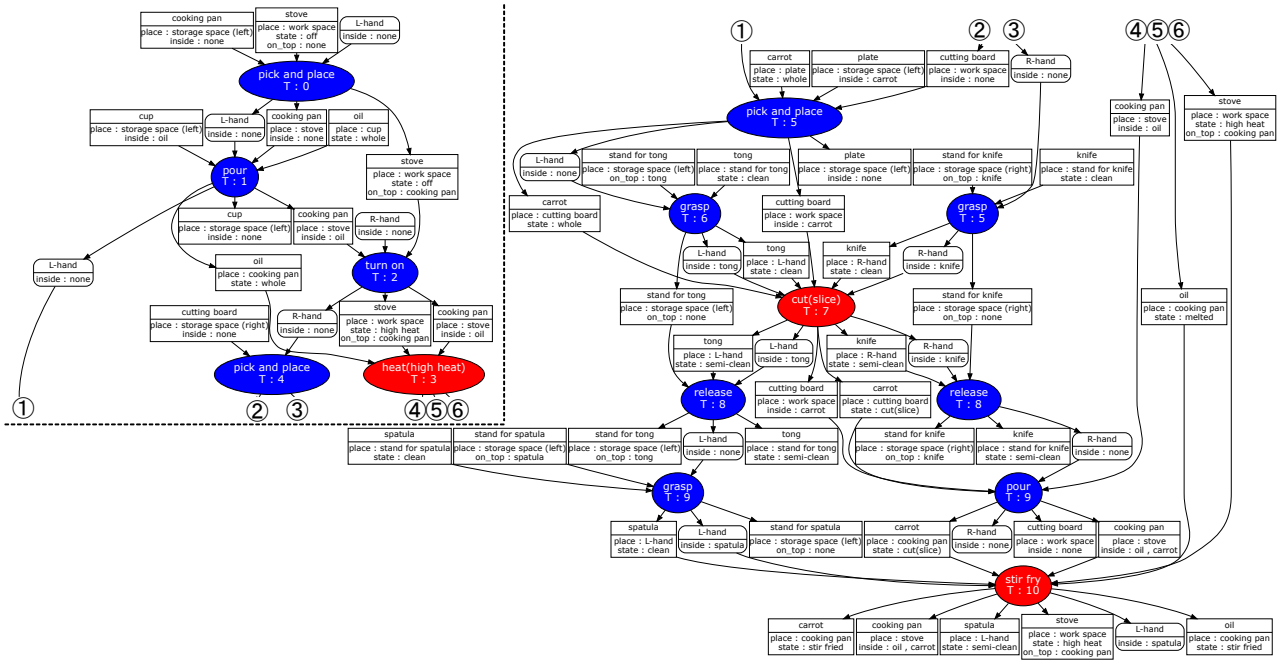 cooking pan
place : storage space (left)
inside : none
stove
place : work space
state : off
on_top : none
L-hand
inside : none
pick and place
T : 0
cup
place : storage space (left)
inside : oil
L-hand
inside : none
cooking pan
place : stove
inside : none
oil
place : cup
state : whole
stove
place : work space
state : off
on_top : cooking pan
pour
T : 1
cup
place : storage space (left)
inside : none
cooking pan
place : stove
inside : oil
R-hand
inside : none
L-hand
inside : none
oil
place : cooking pan
state : whole
turn on
T : 2
cutting board
place : storage space (right)
inside : none
R-hand
inside : none
stove
place : work space
state : high heat
on_top : cooking pan
cooking pan
place : stove
inside : oil
pick and place
T : 4
heat(high heat)
T : 3
①
②
③
④
⑤
⑥
①
②
③
④
⑤
⑥
carrot
place : plate
state : whole
plate
place : storage space (left)
inside : carrot
cutting board
place : work space
inside : none
R-hand
inside : none
cooking pan
place : stove
inside : oil
stove
place : work space
state : high heat
on_top : cooking pan
pick and place
T : 5
L-hand
inside : none
stand for tong
place : storage space (left)
on_top : tong
tong
place : stand for tong
state : clean
plate
place : storage space (left)
inside : none
stand for knife
place : storage space (right)
on_top : knife
knife
place : stand for knife
state : clean
carrot
place : cutting board
state : whole
grasp
T : 6
cutting board
place : work space
inside : carrot
grasp
T : 5
L-hand
inside : tong
tong
place : L-hand
state : clean
knife
place : R-hand
state : clean
R-hand
inside : knife
stand for tong
place : storage space (left)
on_top : none
cut(slice)
T : 7
stand for knife
place : storage space (right)
on_top : none
oil
place : cooking pan
state : melted
tong
place : L-hand
state : semi-clean
L-hand
inside : tong
knife
place : R-hand
state : semi-clean
R-hand
inside : knife
cutting board
place : work space
inside : carrot
carrot
place : cutting board
state : cut(slice)
release
T : 8
release
T : 8
spatula
place : stand for spatula
state : clean
stand for spatula
place : storage space (left)
on_top : spatula
stand for tong
place : storage space (left)
on_top : tong
L-hand
inside : none
tong
place : stand for tong
state : semi-clean
stand for knife
place : storage space (right)
on_top : knife
knife
place : stand for knife
state : semi-clean
R-hand
inside : none
grasp
T : 9
pour
T : 9
spatula
place : L-hand
state : clean
L-hand
inside : spatula
stand for spatula
place : storage space (left)
on_top : none
carrot
place : cooking pan
state : cut(slice)
R-hand
inside : none
cutting board
place : work space
inside : none
cooking pan
place : stove
inside : oil , carrot
stir fry
T : 10
carrot
place : cooking pan
state : stir fried
cooking pan
place : stove
inside : oil , carrot
spatula
place : L-hand
state : semi-clean
stove
place : work space
state : high heat
on_top : cooking pan
L-hand
inside : spatula
oil
place : cooking pan
state : stir fried